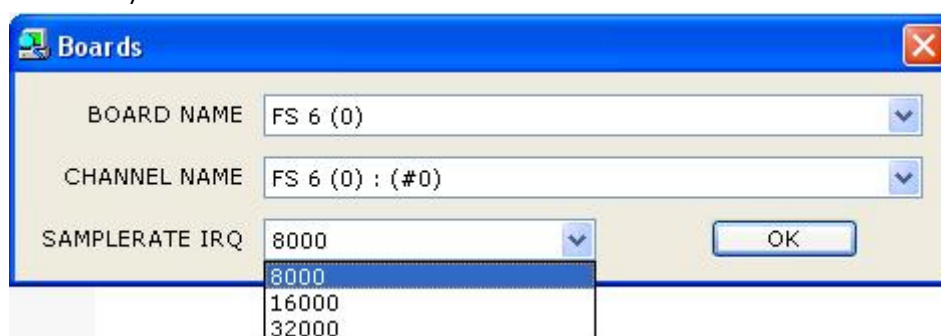 Boards
BOARD NAME FS 6 (0)
CHANNEL NAME FS 6 (0) : (#0)
SAMPLERATE IRQ 8000 OK
8000
16000
32000